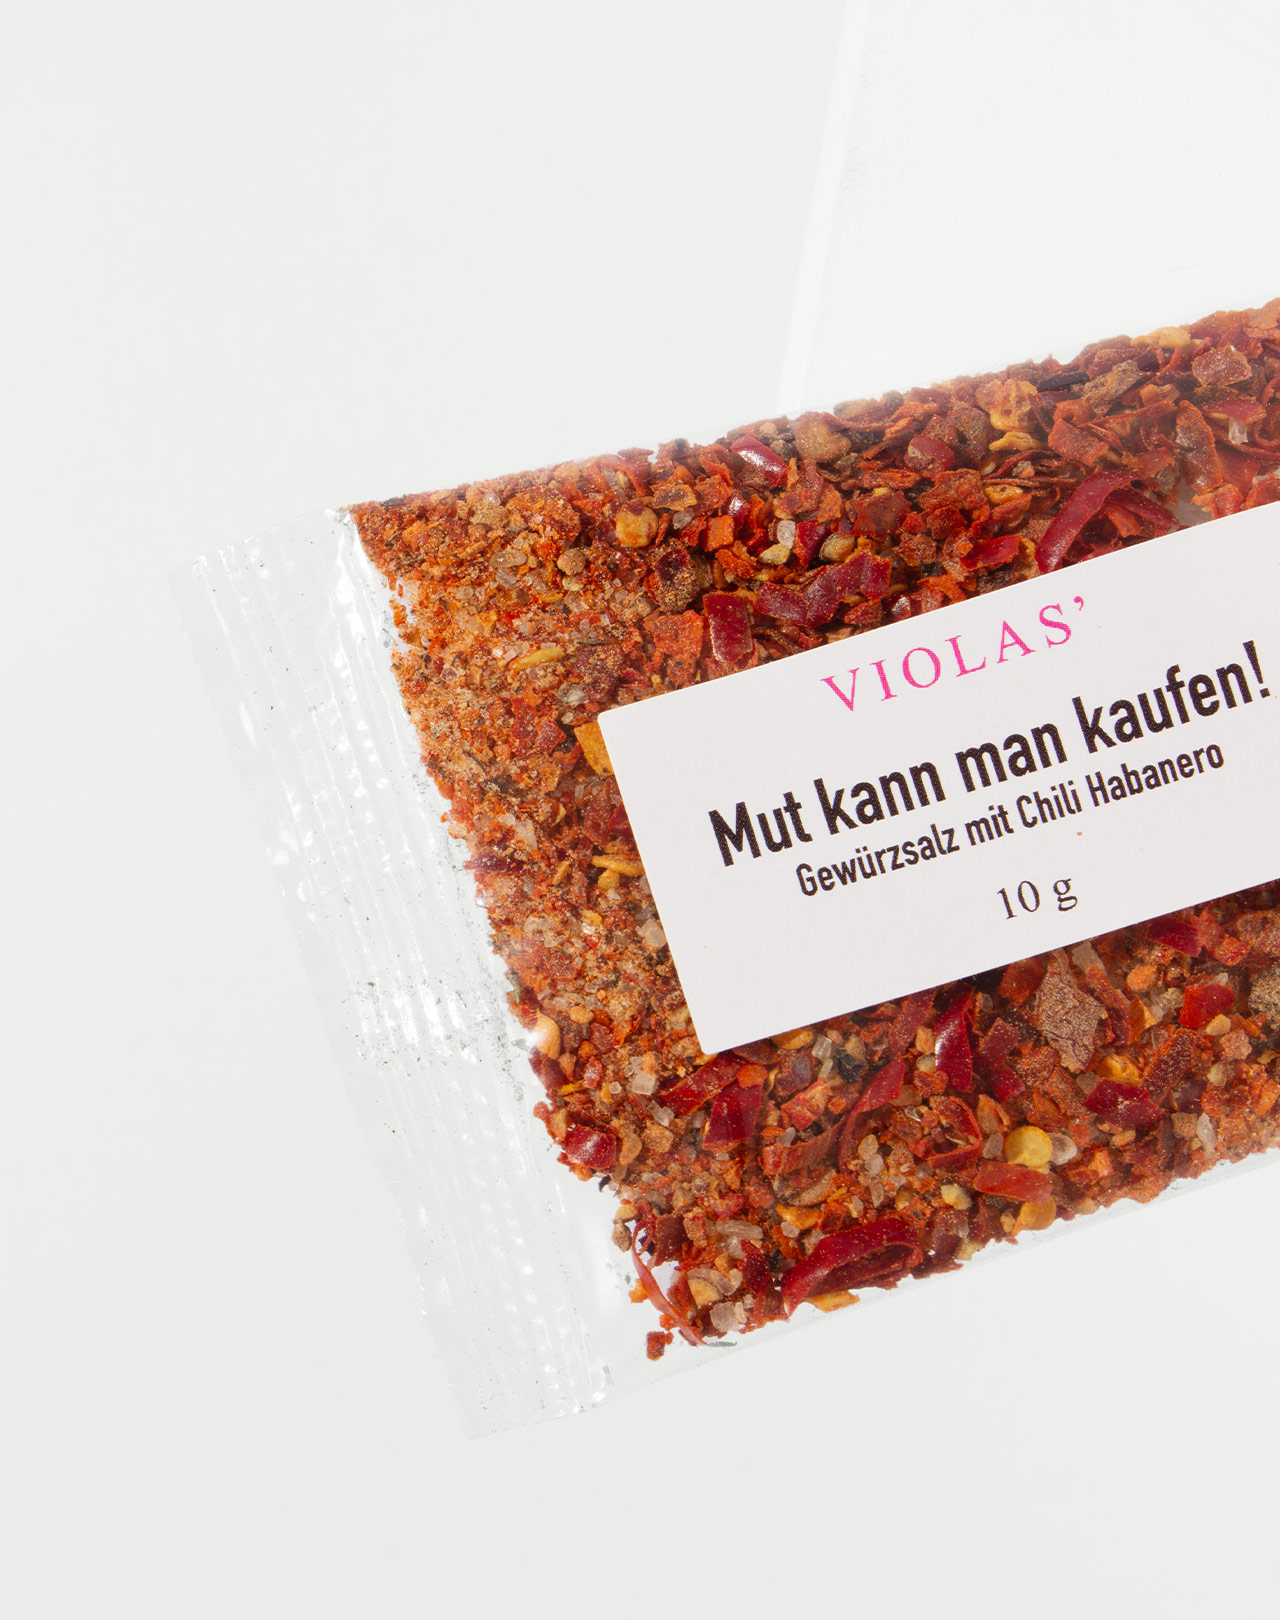 VIOLAS’
Mut kann man kaufen!
Gewürzsalz mit Chili Habanero
10 g